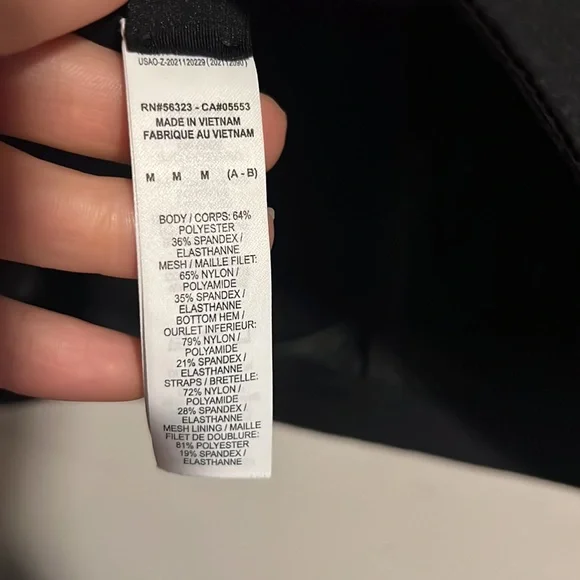 USAO-Z-2021120229 (202112090)
RN#56323 - CA#05553
MADE IN VIETNAM
FABRIQUE AU VIETNAM
M M M (A - B)
BODY / CORPS: 64%
POLYESTER
36% SPANDEX /
ELASTHANNE
MESH / MAILLE FILET:
65% NYLON /
POLYAMIDE
35% SPANDEX /
ELASTHANNE
BOTTOM HEM /
OURLET INFERIEUR:
79% NYLON /
POLYAMIDE
21% SPANDEX /
ELASTHANNE
STRAPS / BRETELLE:
72% NYLON /
POLYAMIDE
28% SPANDEX /
ELASTHANNE
MESH LINING / MAILLE
FILET DE DOUBLURE:
81% POLYESTER
19% SPANDEX /
ELASTHANNE